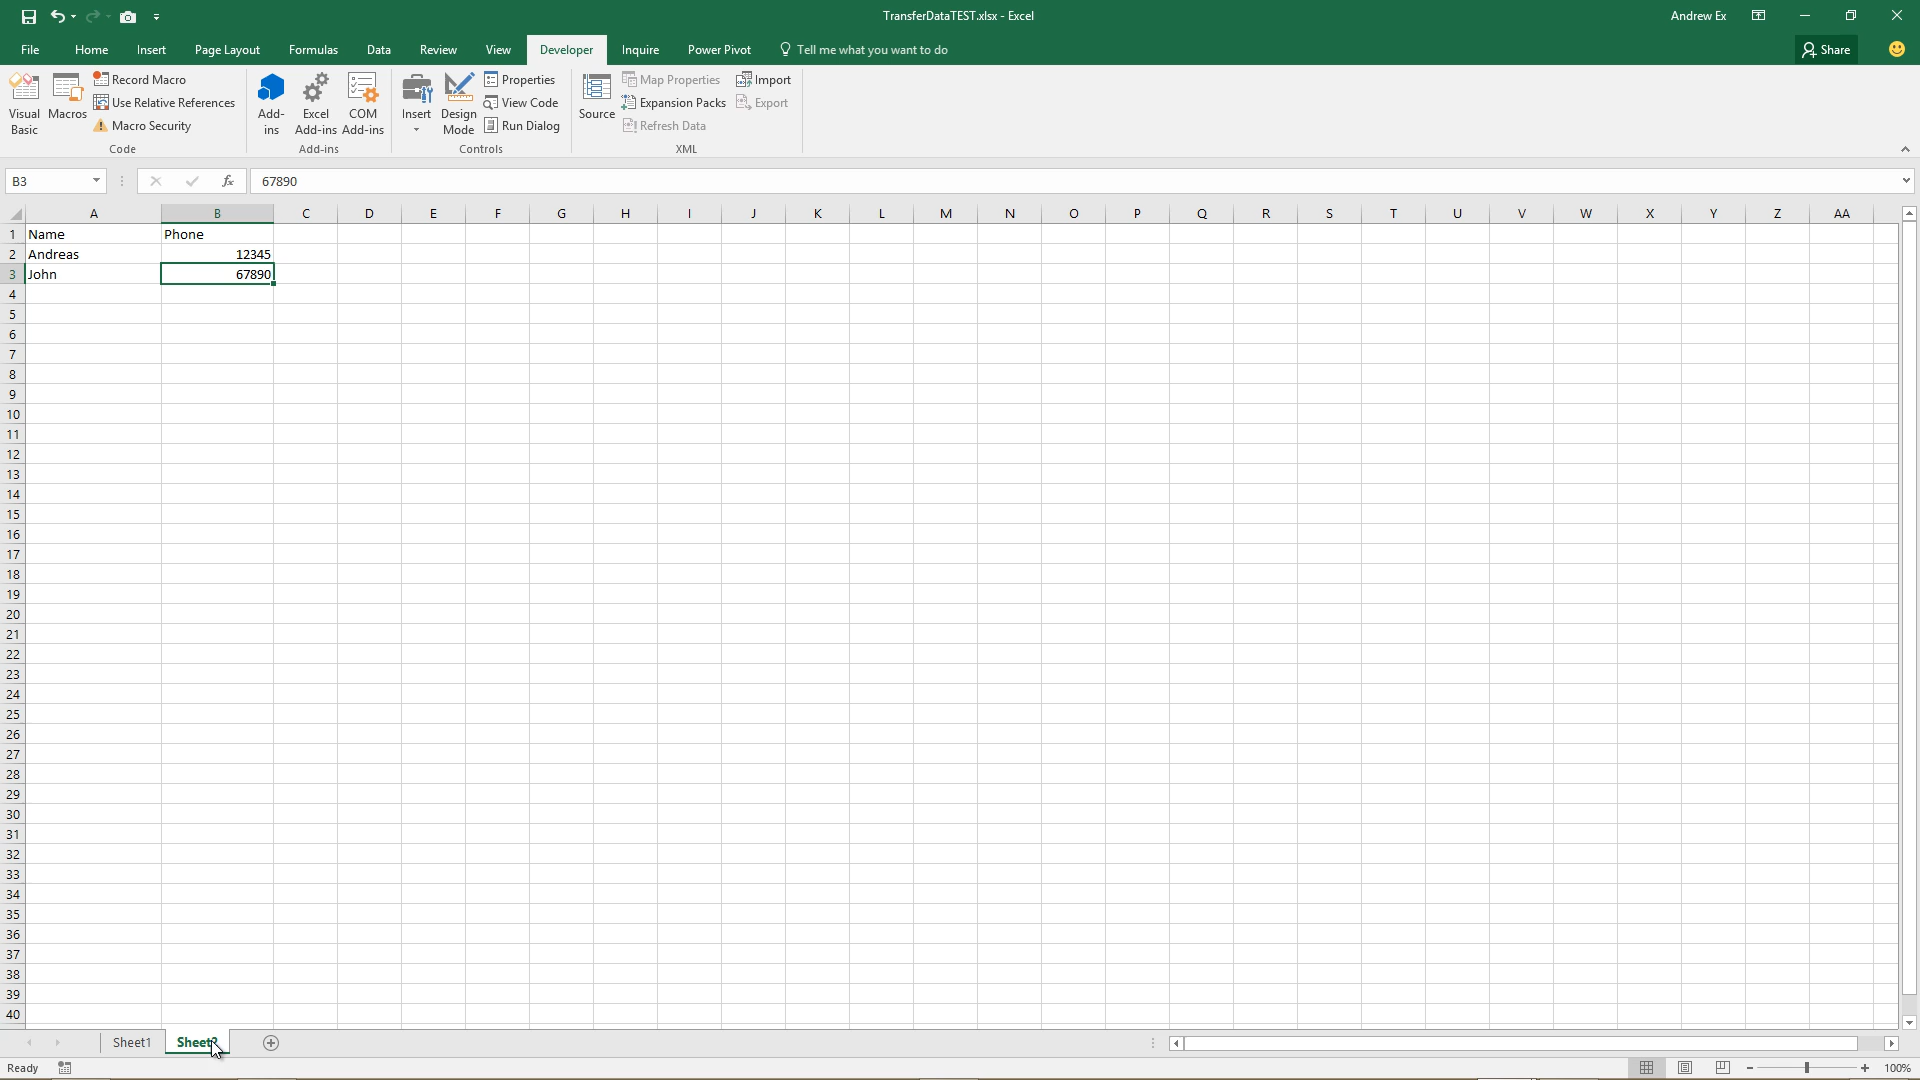 TransferDataTEST.xlsx - Excel
Andrew Ex
File Home Insert Page Layout Formulas Data Review View Developer Inquire Power Pivot Tell me what you want to do Share
Visual Basic
Macros
Record Macro
Use Relative References
Macro Security
Code
Add-ins
Excel Add-ins
COM Add-ins
Add-ins
Insert
Design Mode
Properties
View Code
Run Dialog
Controls
Source
Map Properties
Expansion Packs
Refresh Data
Import
Export
XML
B3 fx 67890
A B C D E F G H I J K L M N O P Q R S T U V W X Y Z AA
1 Name Phone
2 Andreas 12345
3 John 67890
4
5
6
7
8
9
10
11
12
13
14
15
16
17
18
19
20
21
22
23
24
25
26
27
28
29
30
31
32
33
34
35
36
37
38
39
40
Sheet1 Sheet2
Ready 100%